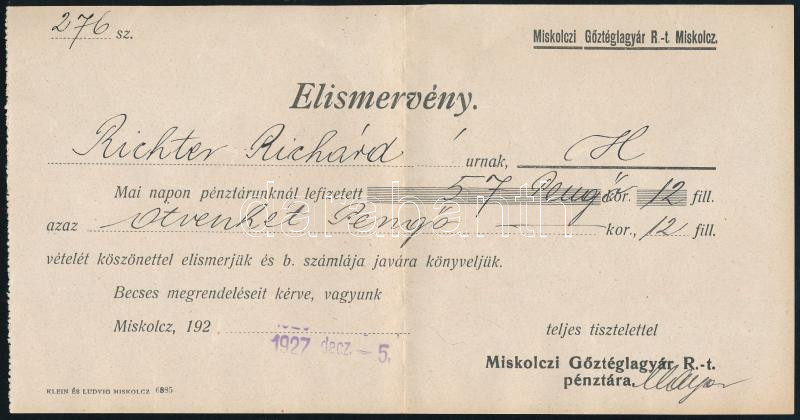 276 sz.
Miskolczi Gőztéglagyár R.-t. Miskolcz.
Elismervény.
Richter Richárd urnak, H
Mai napon pénztárunknál lefizetett 57 Pengő kor. 12 fill.
azaz ötvenhét Pengő — kor., 12 fill.
vételét köszönettel elismerjük és b. számlája javára könyveljük.
Becses megrendeléseit kérve, vagyunk
Miskolcz, 192
1927 decz. – 5.
teljes tisztelettel
Miskolczi Gőztéglagyár R.-t.
pénztára.
KLEIN ÉS LUDVIG MISKOLCZ 6885
darabanth